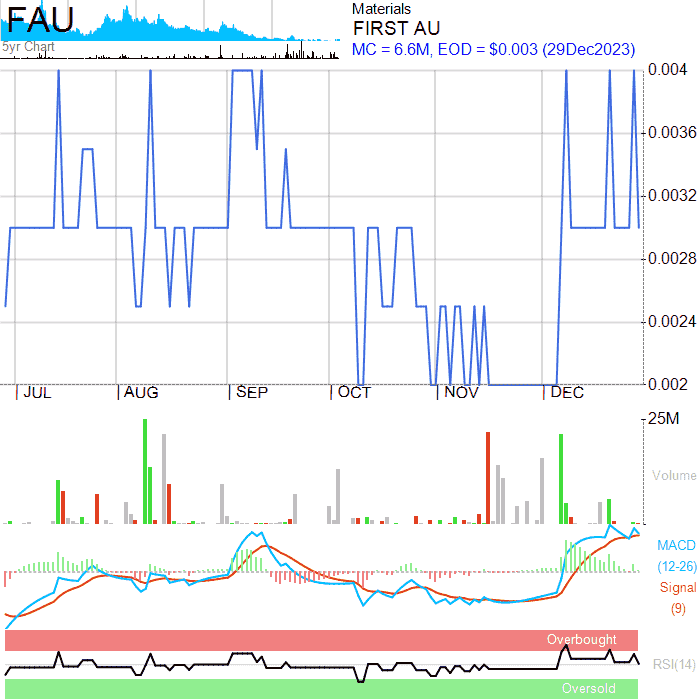 FAU
5yr Chart
Materials
FIRST AU
MC = 6.6M, EOD = $0.003 (29Dec2023)
0.004
0.0036
0.0032
0.0028
0.0024
0.002
JUL AUG SEP OCT NOV DEC
25M
Volume
MACD
(12-26)
Signal
(9)
Overbought
RSI(14)
Oversold